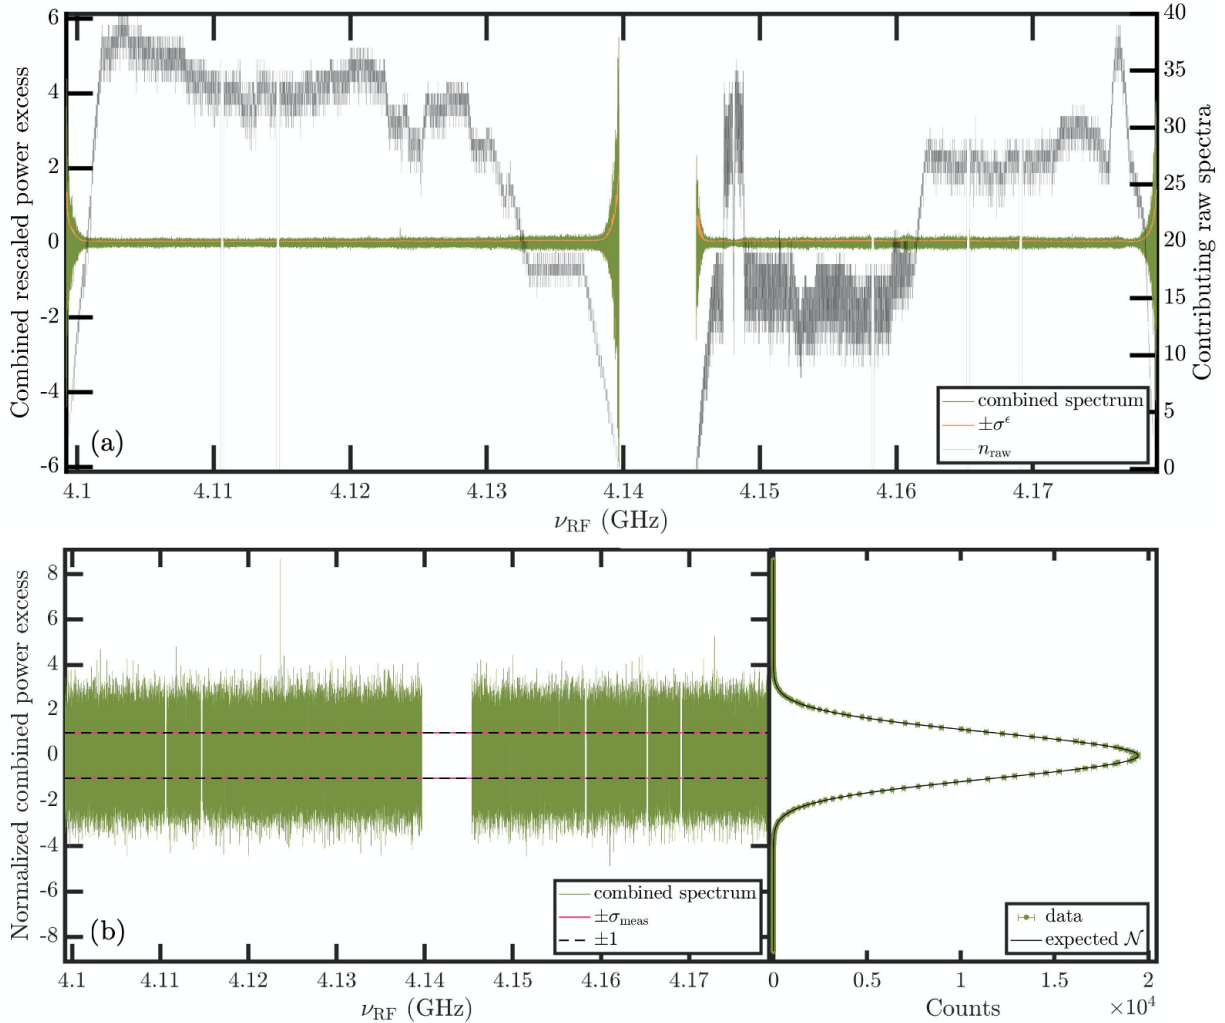 6
4
2
0
-2
-4
-6
Combined rescaled power excess
40
35
30
25
20
15
10
5
0
Contributing raw spectra
(a)
combined spectrum
±σ^ϵ
n_raw
4.1 4.11 4.12 4.13 4.14 4.15 4.16 4.17
ν_RF (GHz)
8
6
4
2
0
-2
-4
-6
-8
Normalized combined power excess
(b)
combined spectrum
±σ_meas
±1
4.1 4.11 4.12 4.13 4.14 4.15 4.16 4.17
ν_RF (GHz)
data
expected 𝒩
0 0.5 1 1.5 2
Counts
×10^4